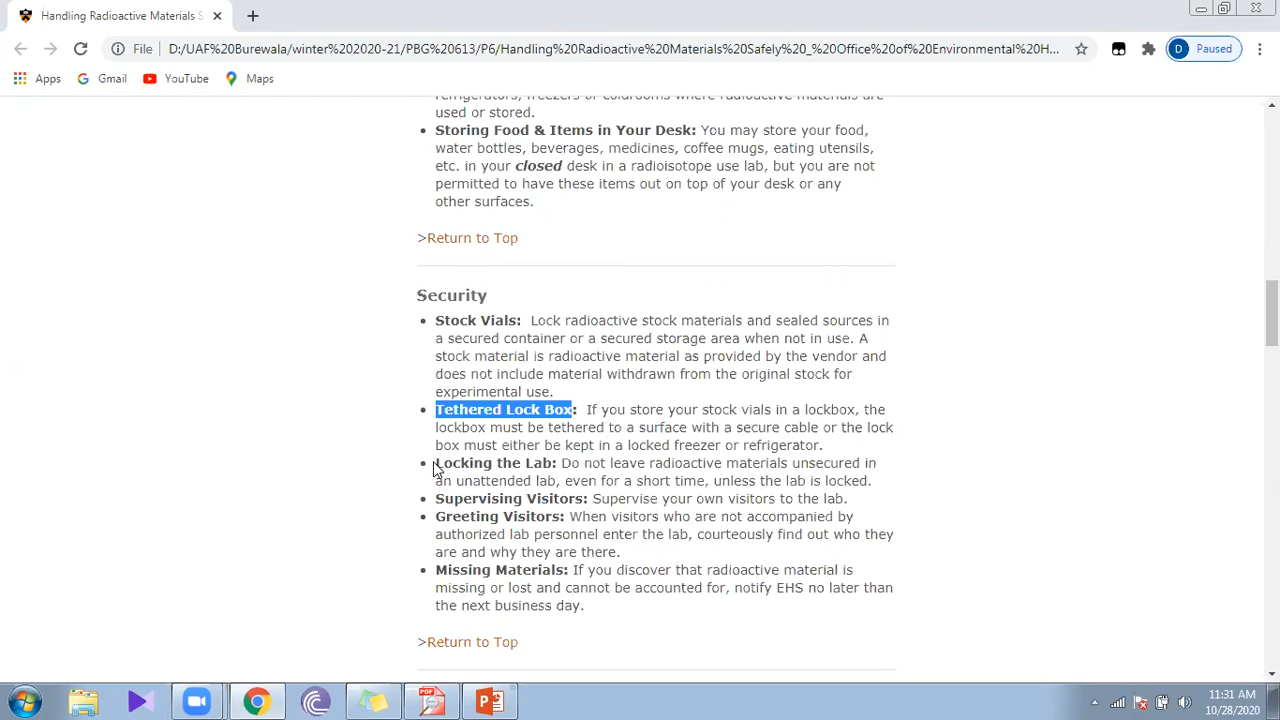 Handling Radioactive Materials S
File
D:/UAF%20Burewala/winter%202020-21/PBG%20613/P6/Handling%20Radioactive%20Materials%20Safely%20_%20Office%20of%20Environmental%20H...
D
Paused
Apps
Gmail
YouTube
Maps
refrigerators, freezers or coldrooms where radioactive materials are
used or stored.
• Storing Food & Items in Your Desk: You may store your food,
water bottles, beverages, medicines, coffee mugs, eating utensils,
etc. in your closed desk in a radioisotope use lab, but you are not
permitted to have these items out on top of your desk or any
other surfaces.
>Return to Top
Security
• Stock Vials: Lock radioactive stock materials and sealed sources in
a secured container or a secured storage area when not in use. A
stock material is radioactive material as provided by the vendor and
does not include material withdrawn from the original stock for
experimental use.
• Tethered Lock Box: If you store your stock vials in a lockbox, the
lockbox must be tethered to a surface with a secure cable or the lock
box must either be kept in a locked freezer or refrigerator.
• Locking the Lab: Do not leave radioactive materials unsecured in
an unattended lab, even for a short time, unless the lab is locked.
• Supervising Visitors: Supervise your own visitors to the lab.
• Greeting Visitors: When visitors who are not accompanied by
authorized lab personnel enter the lab, courteously find out who they
are and why they are there.
• Missing Materials: If you discover that radioactive material is
missing or lost and cannot be accounted for, notify EHS no later than
the next business day.
>Return to Top
PDF
11:31 AM
10/28/2020